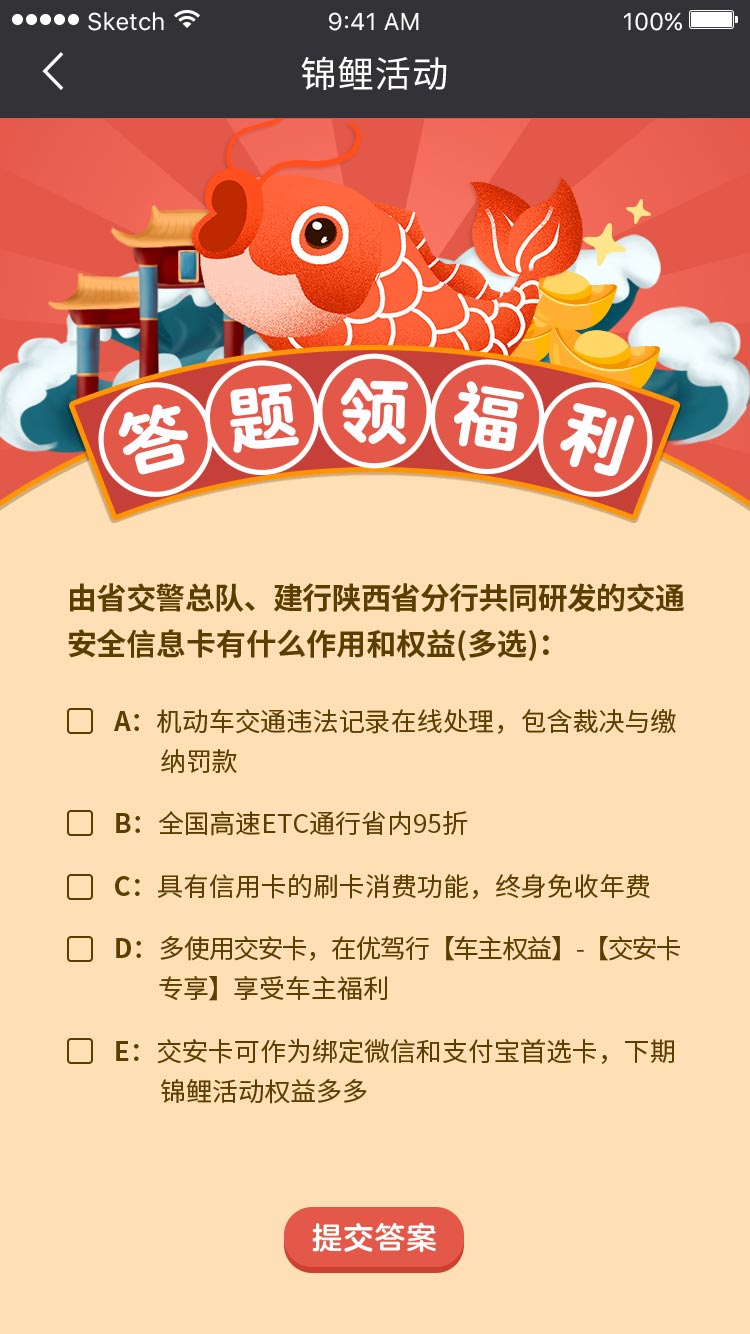 Sketch 9:41 AM 100%
锦鲤活动
答题领福利
由省交警总队、建行陕西省分行共同研发的交通
安全信息卡有什么作用和权益(多选)：
A：机动车交通违法记录在线处理，包含裁决与缴
纳罚款
B：全国高速ETC通行省内95折
C：具有信用卡的刷卡消费功能，终身免收年费
D：多使用交安卡，在优驾行【车主权益】-【交安卡
专享】享受车主福利
E：交安卡可作为绑定微信和支付宝首选卡，下期
锦鲤活动权益多多
提交答案